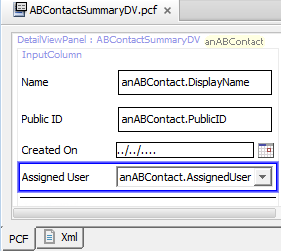 ABContactSummaryDV.pcf ×
DetailViewPanel : ABContactSummaryDV anABContact
InputColumn
Name anABContact.DisplayName
Public ID anABContact.PublicID
Created On ../../....
Assigned User anABContact.AssignedUser
PCF Xml